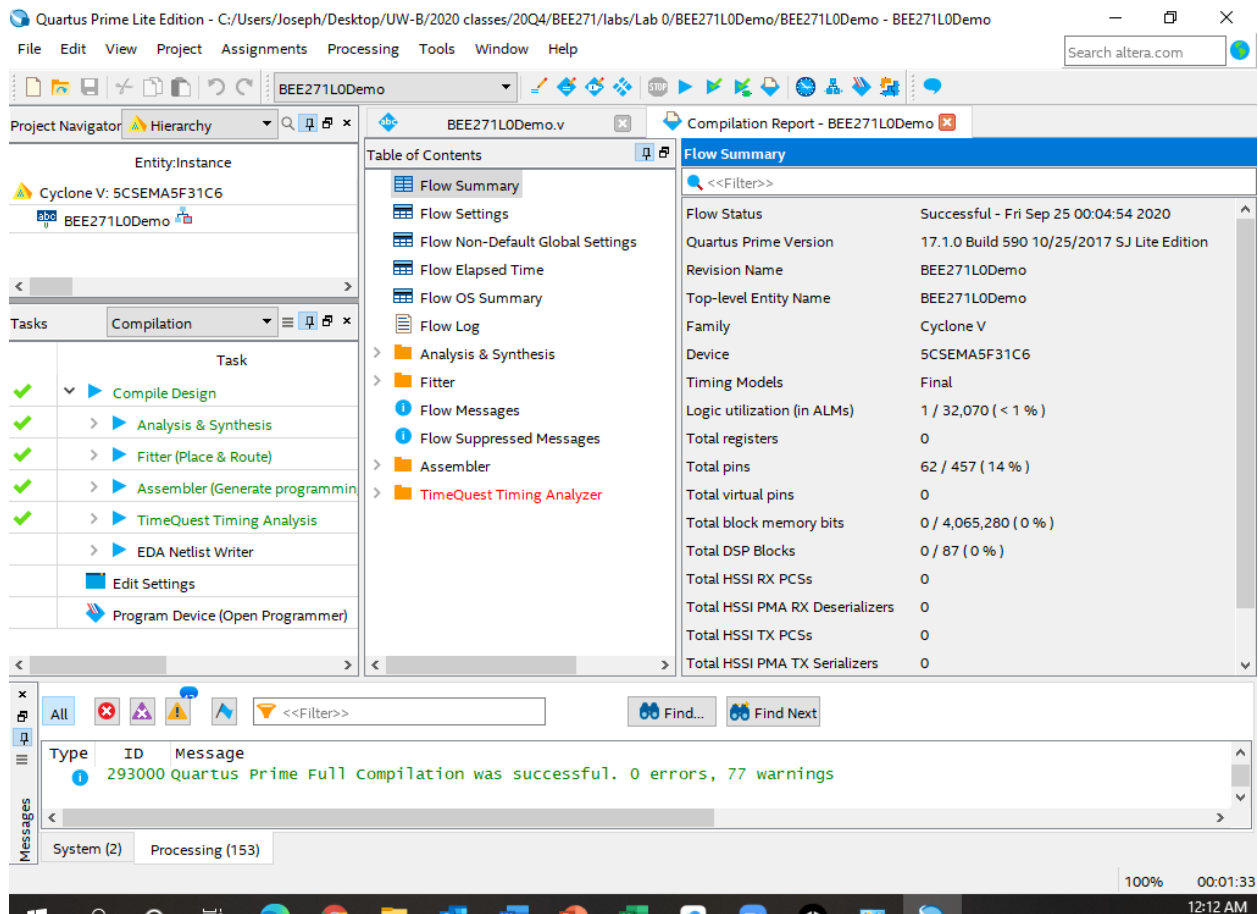 Quartus Prime Lite Edition - C:/Users/Joseph/Desktop/UW-B/2020 classes/20Q4/BEE271/labs/Lab 0/BEE271L0Demo/BEE271L0Demo - BEE271L0Demo
File Edit View Project Assignments Processing Tools Window Help
Search altera.com
BEE271L0Demo
STOP
Project Navigator Hierarchy
Entity:Instance
Cyclone V: 5CSEMA5F31C6
abc BEE271L0Demo
Tasks Compilation
Task
Compile Design
Analysis & Synthesis
Fitter (Place & Route)
Assembler (Generate programmin
TimeQuest Timing Analysis
EDA Netlist Writer
Edit Settings
Program Device (Open Programmer)
abc BEE271L0Demo.v
Compilation Report - BEE271L0Demo
Table of Contents
Flow Summary
Flow Settings
Flow Non-Default Global Settings
Flow Elapsed Time
Flow OS Summary
Flow Log
Analysis & Synthesis
Fitter
Flow Messages
Flow Suppressed Messages
Assembler
TimeQuest Timing Analyzer
Flow Summary
<<Filter>>
Flow Status Successful - Fri Sep 25 00:04:54 2020
Quartus Prime Version 17.1.0 Build 590 10/25/2017 SJ Lite Edition
Revision Name BEE271L0Demo
Top-level Entity Name BEE271L0Demo
Family Cyclone V
Device 5CSEMA5F31C6
Timing Models Final
Logic utilization (in ALMs) 1 / 32,070 ( < 1 % )
Total registers 0
Total pins 62 / 457 ( 14 % )
Total virtual pins 0
Total block memory bits 0 / 4,065,280 ( 0 % )
Total DSP Blocks 0 / 87 ( 0 % )
Total HSSI RX PCSs 0
Total HSSI PMA RX Deserializers 0
Total HSSI TX PCSs 0
Total HSSI PMA TX Serializers 0
All <<Filter>> Find... Find Next
Type ID Message
293000 Quartus Prime Full Compilation was successful. 0 errors, 77 warnings
Messages
System (2) Processing (153)
100% 00:01:33
12:12 AM